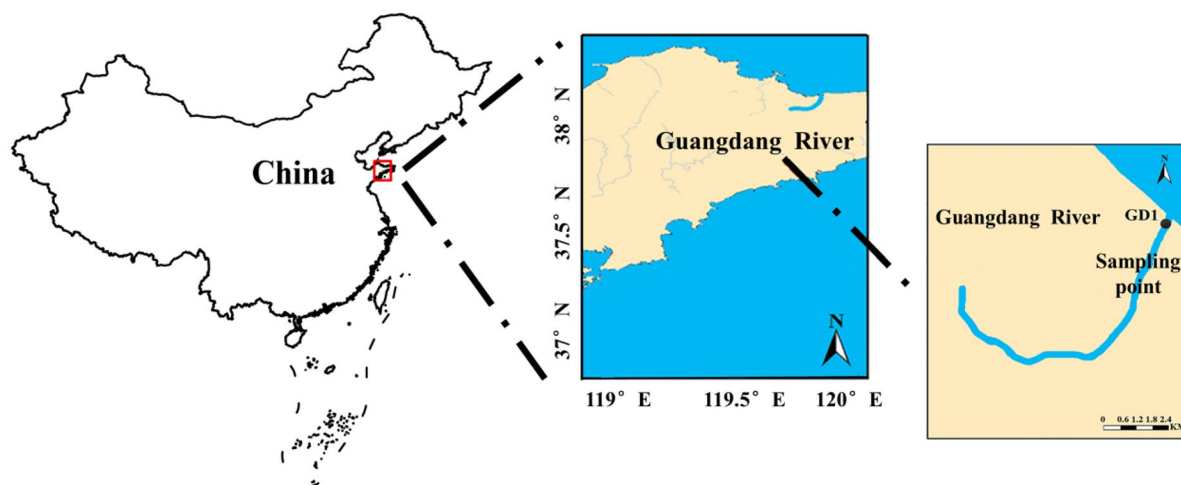 China
38° N
37.5° N
37° N
Guangdang River
N
119° E
119.5° E
120° E
N
Guangdang River
GD1
Sampling
point
0 0.6 1.2 1.8 2.4
KM